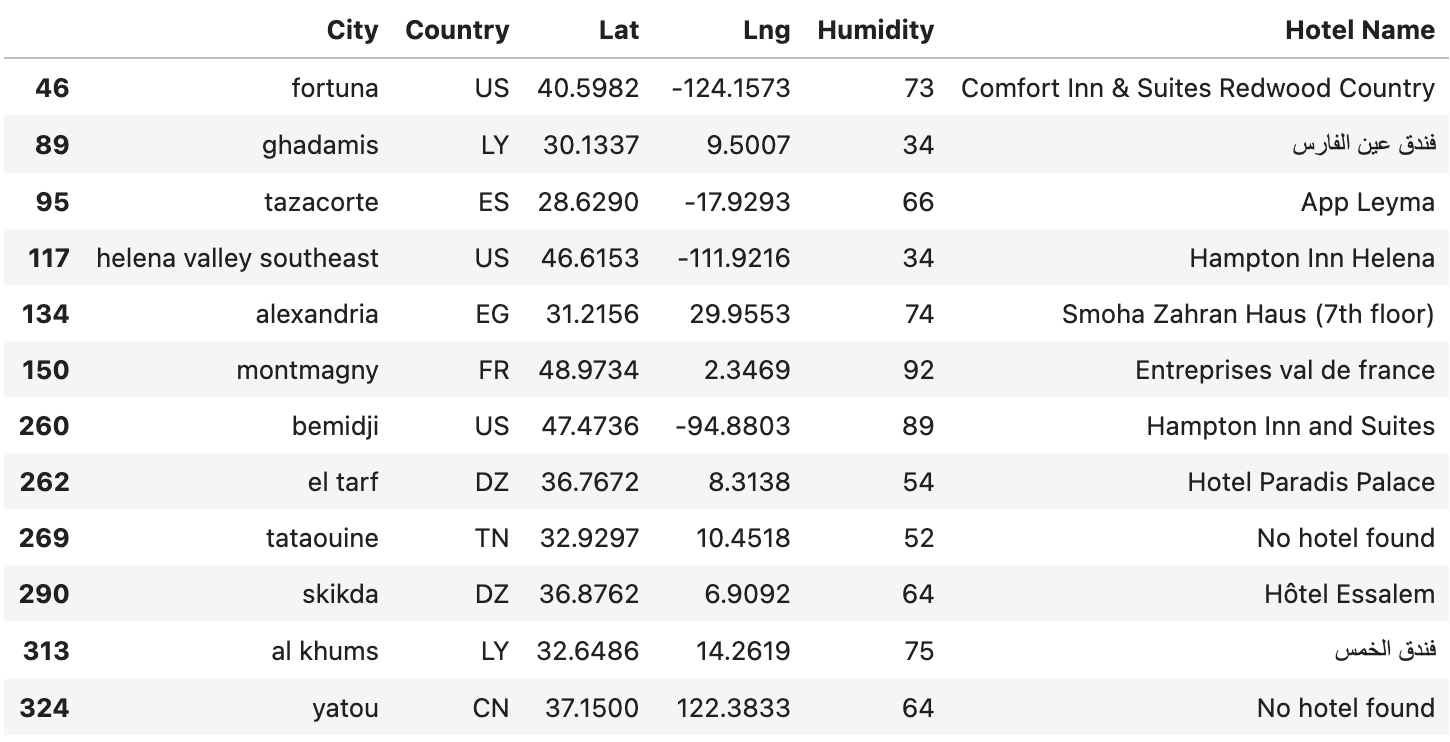 City Country Lat Lng Humidity Hotel Name
46 fortuna US 40.5982 -124.1573 73 Comfort Inn & Suites Redwood Country
89 ghadamis LY 30.1337 9.5007 34 فندق عين الفارس
95 tazacorte ES 28.6290 -17.9293 66 App Leyma
117 helena valley southeast US 46.6153 -111.9216 34 Hampton Inn Helena
134 alexandria EG 31.2156 29.9553 74 Smoha Zahran Haus (7th floor)
150 montmagny FR 48.9734 2.3469 92 Entreprises val de france
260 bemidji US 47.4736 -94.8803 89 Hampton Inn and Suites
262 el tarf DZ 36.7672 8.3138 54 Hotel Paradis Palace
269 tataouine TN 32.9297 10.4518 52 No hotel found
290 skikda DZ 36.8762 6.9092 64 Hôtel Essalem
313 al khums LY 32.6486 14.2619 75 فندق الخمس
324 yatou CN 37.1500 122.3833 64 No hotel found